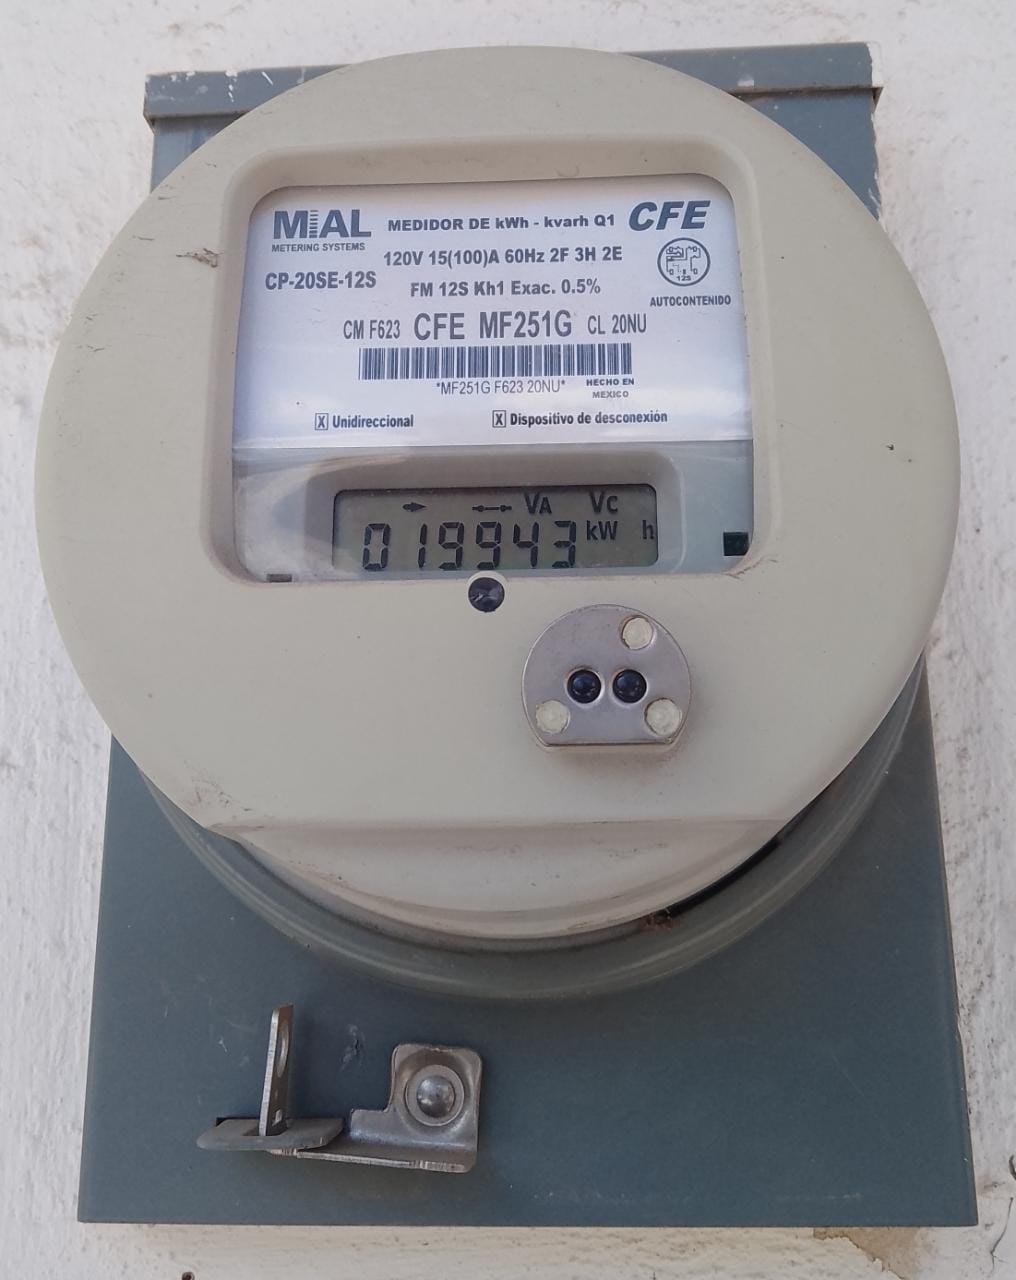 MIAL
METERING SYSTEMS
MEDIDOR DE kWh - kvarh Q1
CFE
120V 15(100)A 60Hz 2F 3H 2E
CP-20SE-12S
FM 12S Kh1 Exac. 0.5%
12S
AUTOCONTENIDO
CM F623 CFE MF251G CL 20NU
*MF251G F623 20NU*
HECHO EN
MEXICO
X Unidireccional
X Dispositivo de desconexión
VA VC
019943 kW h